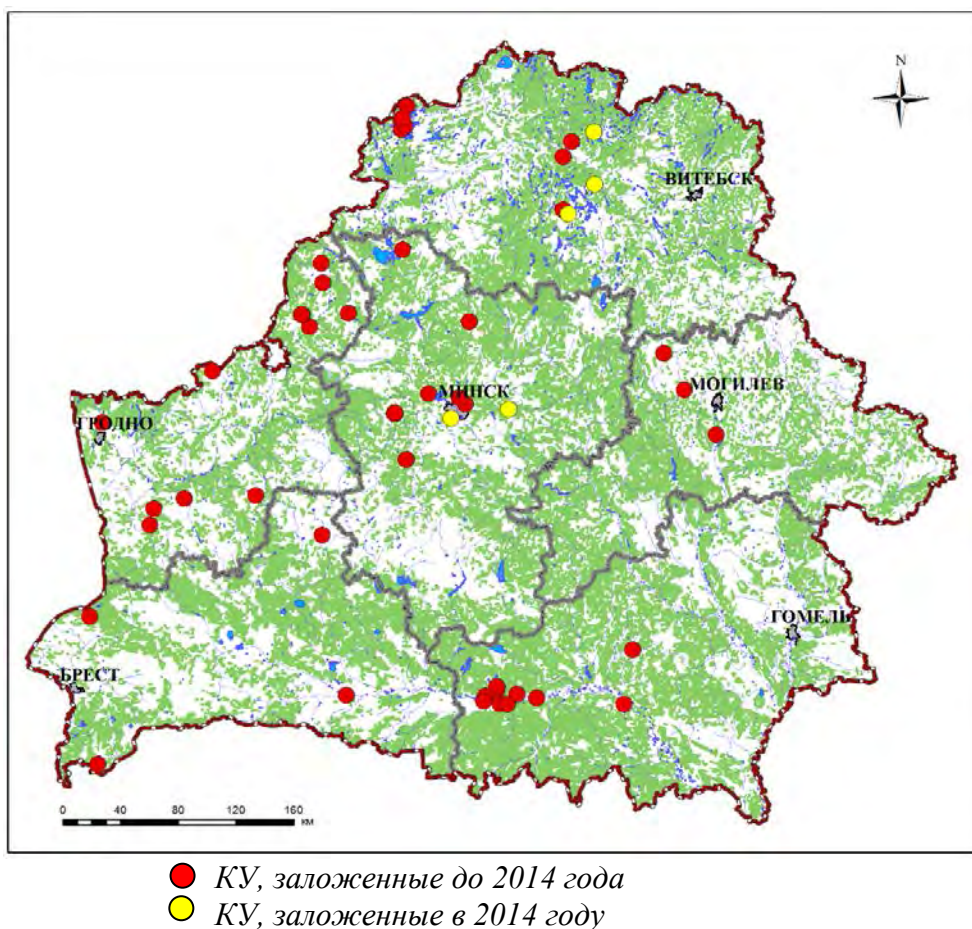 N
ВИТЕБСК
МИНСК
МОГИЛЕВ
ГРОДНО
ГОМЕЛЬ
БРЕСТ
0 40 80 120 160
км
КУ, заложенные до 2014 года
КУ, заложенные в 2014 году